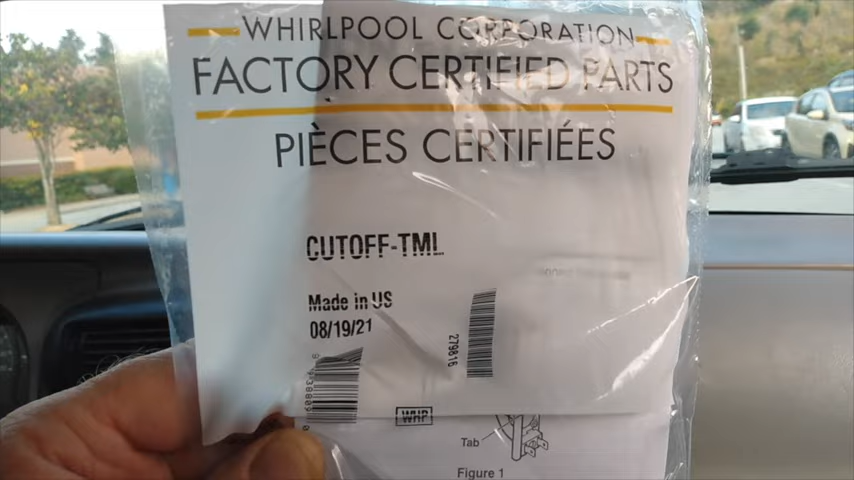 WHIRLPOOL CORPORATION
FACTORY CERTIFIED PARTS
PIÈCES CERTIFIÉES
CUTOFF-TML
Made in US
08/19/21
279816
WHP
Tab
Figure 1